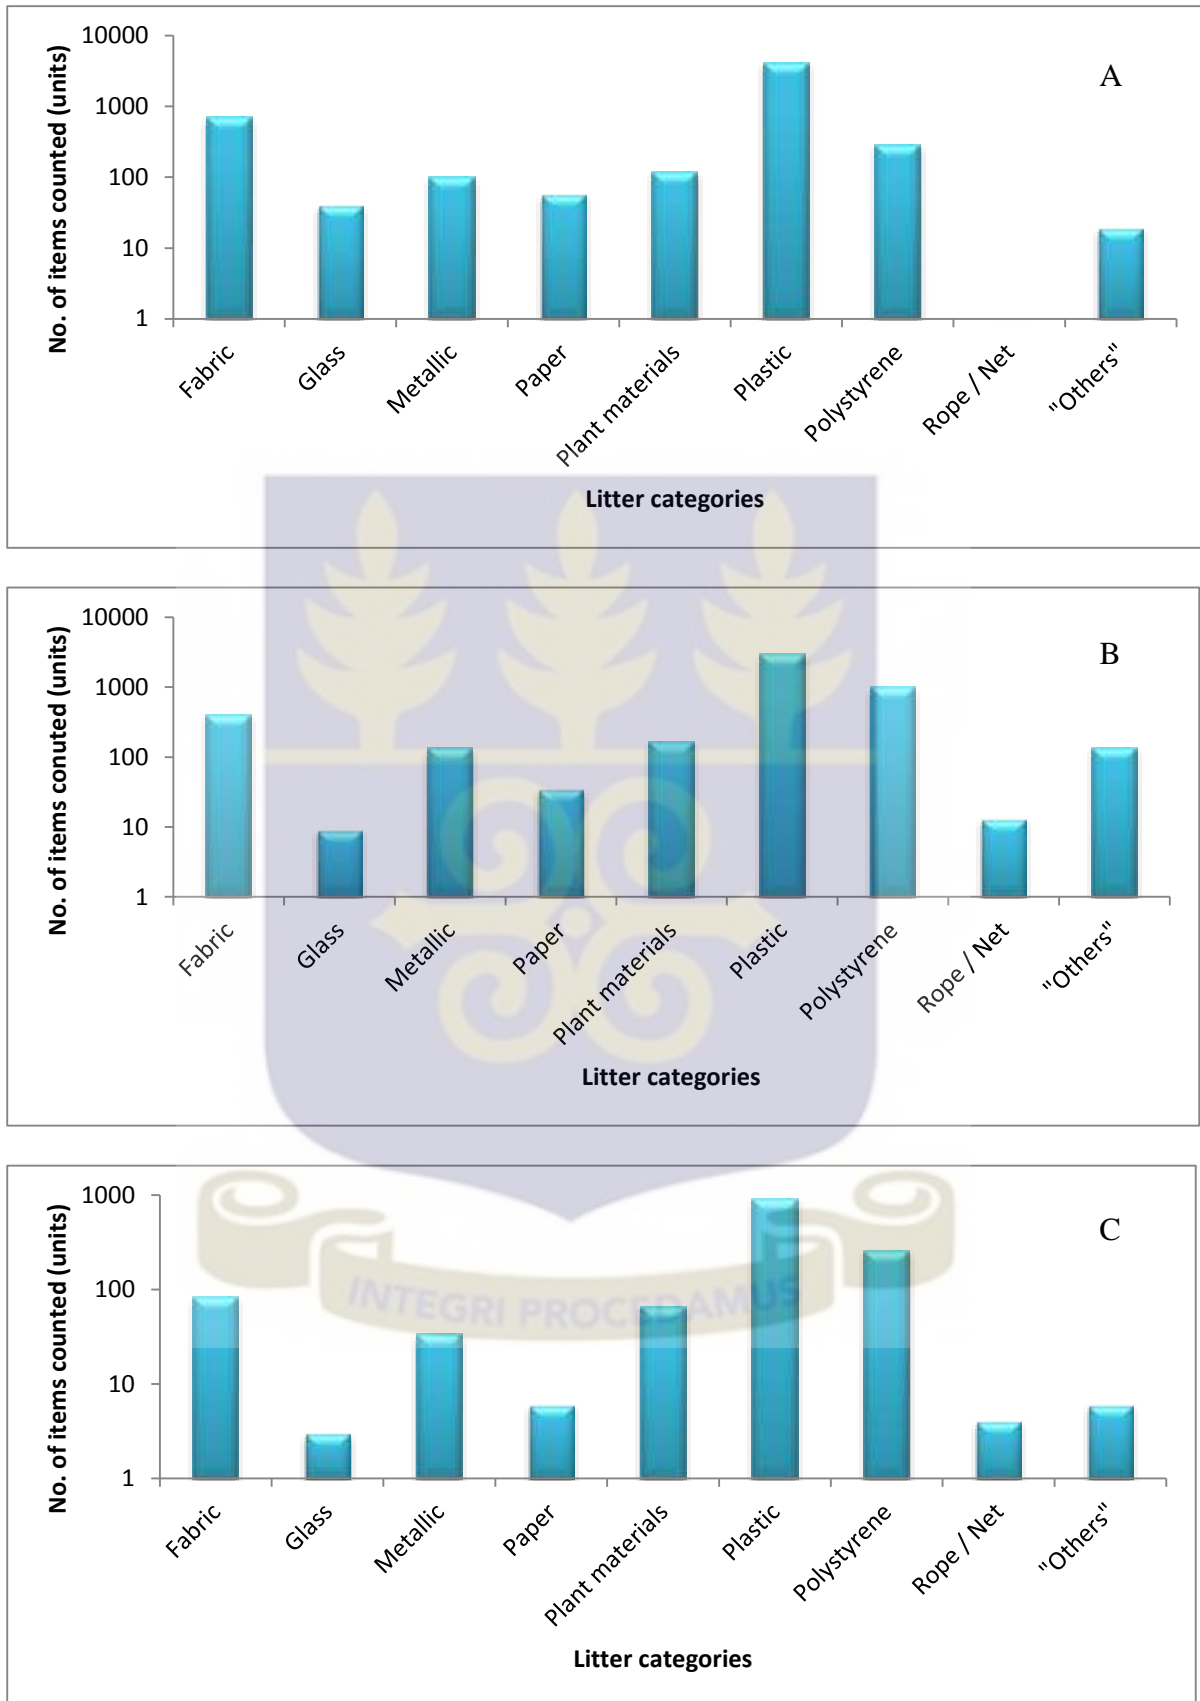 A
No. of items counted (units)
10000
1000
100
10
1
Fabric
Glass
Metallic
Paper
Plant materials
Plastic
Polystyrene
Rope / Net
"Others"
Litter categories
B
No. of items conuted (units)
10000
1000
100
10
1
Fabric
Glass
Metallic
Paper
Plant materials
Plastic
Polystyrene
Rope / Net
"Others"
Litter categories
C
No. of items counted (units)
1000
100
10
1
INTEGRI PROCEDAMUS
Fabric
Glass
Metallic
Paper
Plant materials
Plastic
Polystyrene
Rope / Net
"Others"
Litter categories